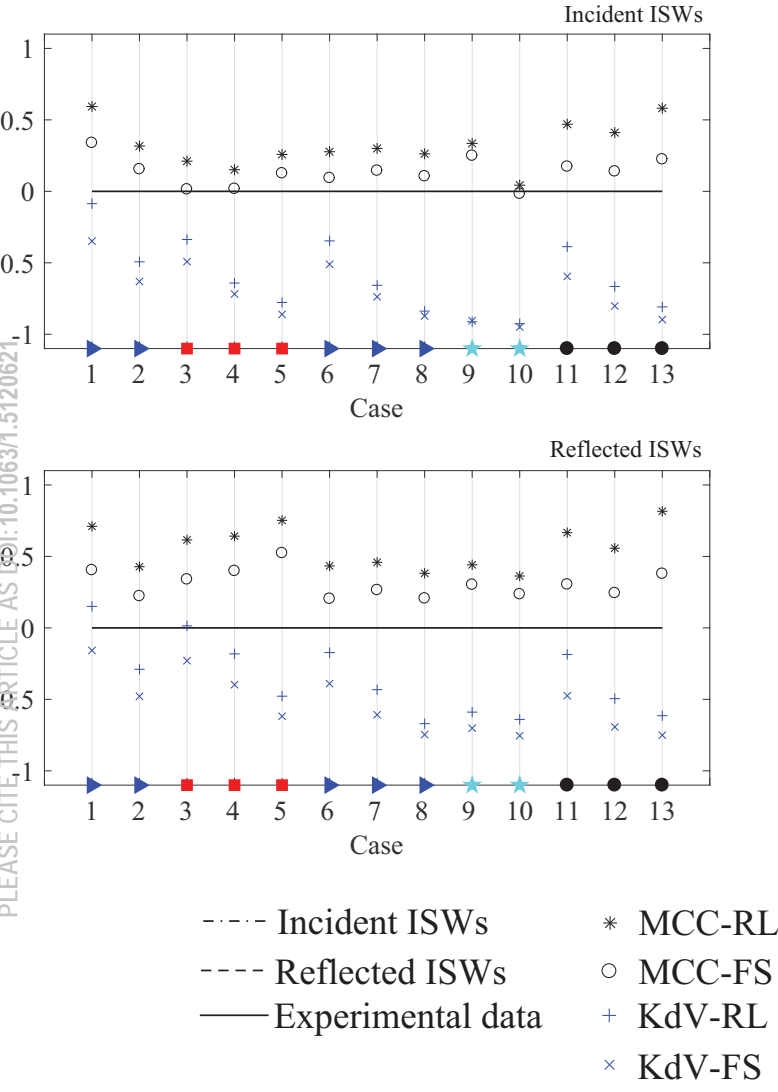 Incident ISWs
1
0.5
0
0.5
-1
1 2 3 4 5 6 7 8 9 10 11 12 13
Case
Reflected ISWs
1
0.5
0
0.5
-1
1 2 3 4 5 6 7 8 9 10 11 12 13
Case
PLEASE CITE THIS ARTICLE AS DOI:10.1063/1.5120621
Incident ISWs
Reflected ISWs
Experimental data
MCC-RL
MCC-FS
KdV-RL
KdV-FS